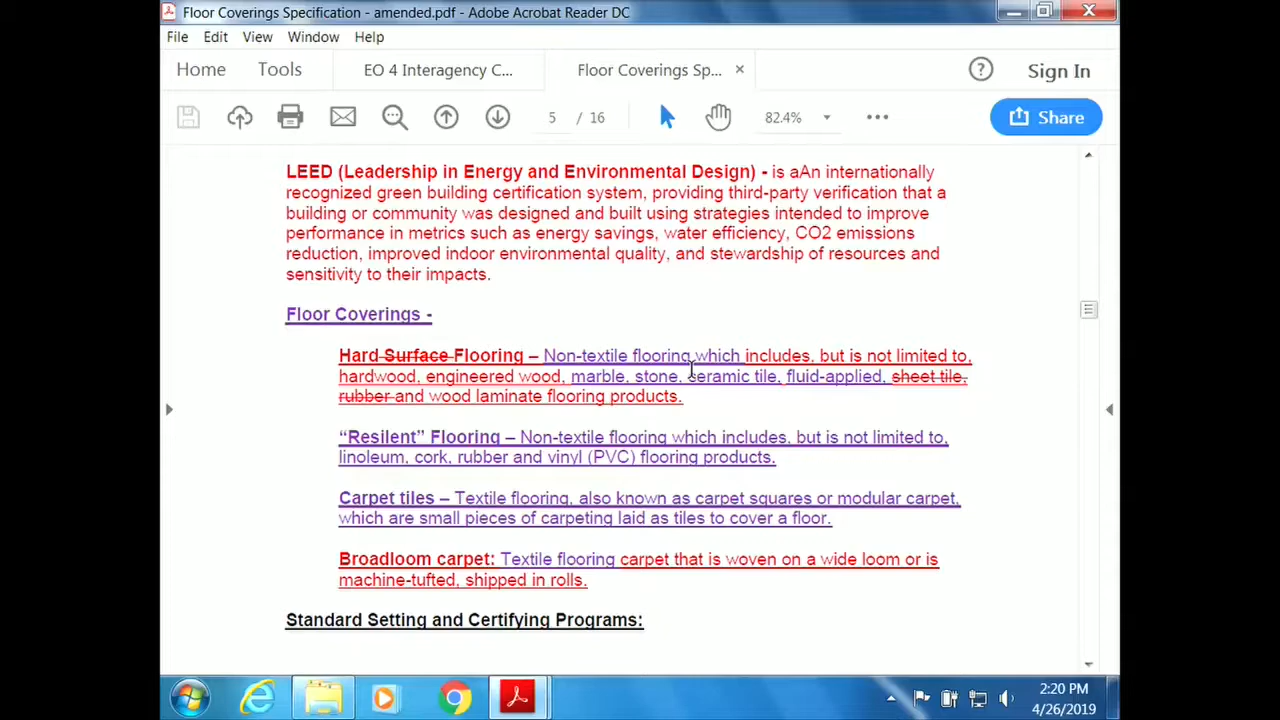 Floor Coverings Specification - amended.pdf - Adobe Acrobat Reader DC
File Edit View Window Help
Home Tools EO 4 Interagency C... Floor Coverings Sp... ×
? Sign In
5 / 16 82.4% Share
LEED (Leadership in Energy and Environmental Design) - is aAn internationally
recognized green building certification system, providing third-party verification that a
building or community was designed and built using strategies intended to improve
performance in metrics such as energy savings, water efficiency, CO2 emissions
reduction, improved indoor environmental quality, and stewardship of resources and
sensitivity to their impacts.
Floor Coverings -
Hard Surface Flooring – Non-textile flooring which includes, but is not limited to,
hardwood, engineered wood, marble, stone, ceramic tile, fluid-applied, sheet tile,
rubber and wood laminate flooring products.
“Resilent” Flooring – Non-textile flooring which includes, but is not limited to,
linoleum, cork, rubber and vinyl (PVC) flooring products.
Carpet tiles – Textile flooring, also known as carpet squares or modular carpet,
which are small pieces of carpeting laid as tiles to cover a floor.
Broadloom carpet: Textile flooring carpet that is woven on a wide loom or is
machine-tufted, shipped in rolls.
Standard Setting and Certifying Programs:
2:20 PM
4/26/2019